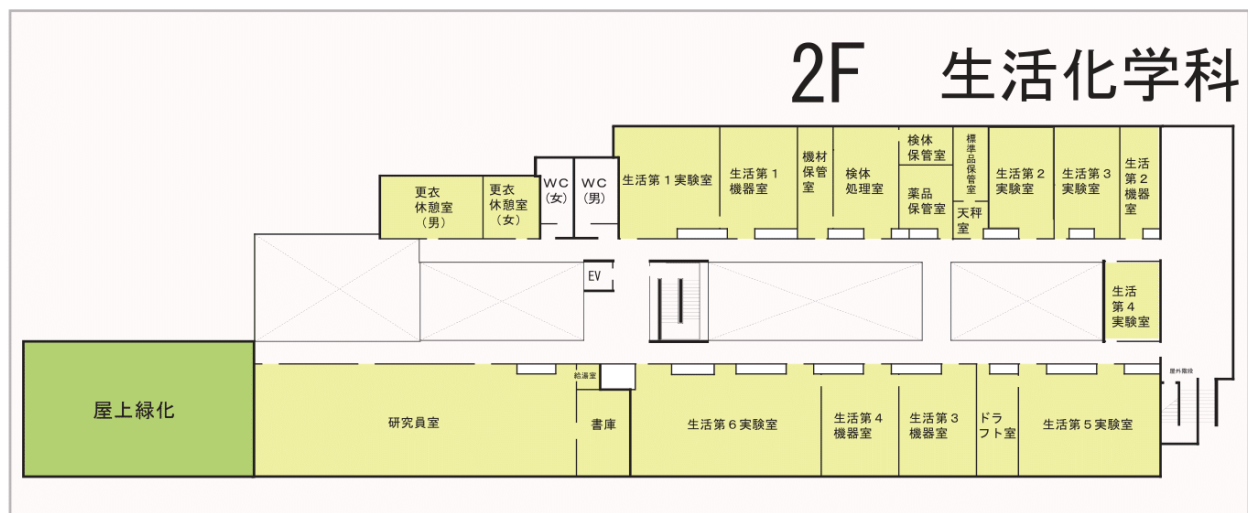 2F 生活化学科
更衣
休憩室
(男)
更衣
休憩室
(女)
WC
(女)
WC
(男)
生活第1実験室
生活第1
機器室
機材
保管
室
検体
処理室
検体
保管室
薬品
保管室
標準品保管室
天秤
室
生活第2
実験室
生活第3
実験室
生活
第2
機器
室
EV
生活
第4
実験室
屋上緑化
研究員室
給湯室
書庫
生活第6実験室
生活第4
機器室
生活第3
機器室
ドラ
フト室
生活第5実験室
屋外階段